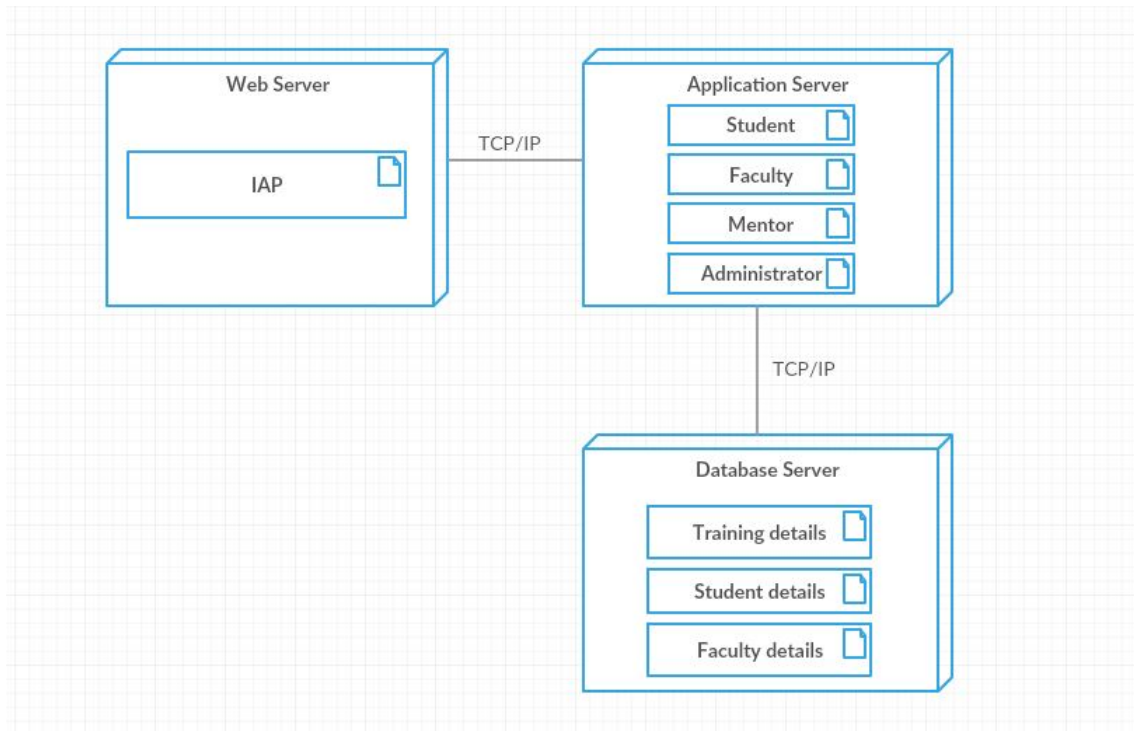 Web Server
IAP
TCP/IP
Application Server
Student
Faculty
Mentor
Administrator
TCP/IP
Database Server
Training details
Student details
Faculty details